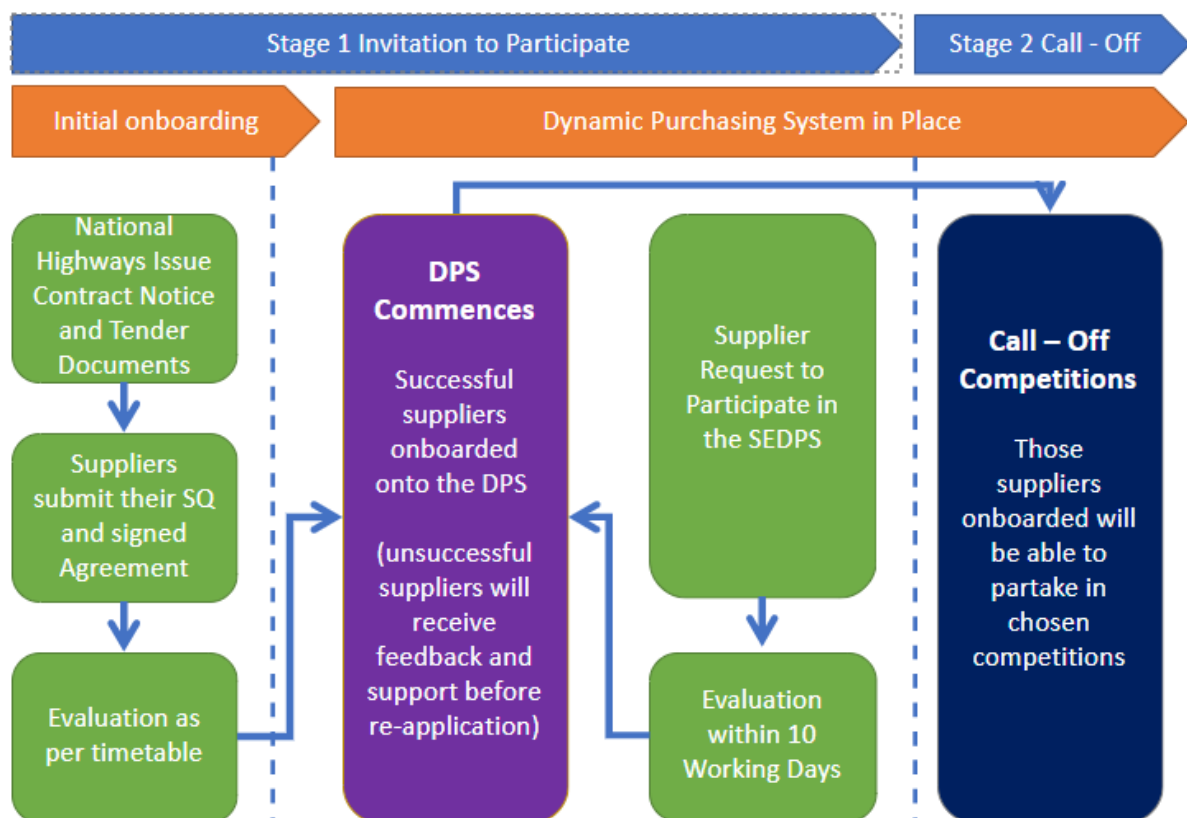 Stage 1 Invitation to Participate
Stage 2 Call - Off
Initial onboarding
Dynamic Purchasing System in Place
National
Highways Issue
Contract Notice
and Tender
Documents
Suppliers
submit their SQ
and signed
Agreement
Evaluation as
per timetable
DPS
Commences
Successful
suppliers
onboarded
onto the DPS
(unsuccessful
suppliers will
receive
feedback and
support before
re-application)
Supplier
Request to
Participate in
the SEDPS
Evaluation
within 10
Working Days
Call – Off
Competitions
Those
suppliers
onboarded will
be able to
partake in
chosen
competitions